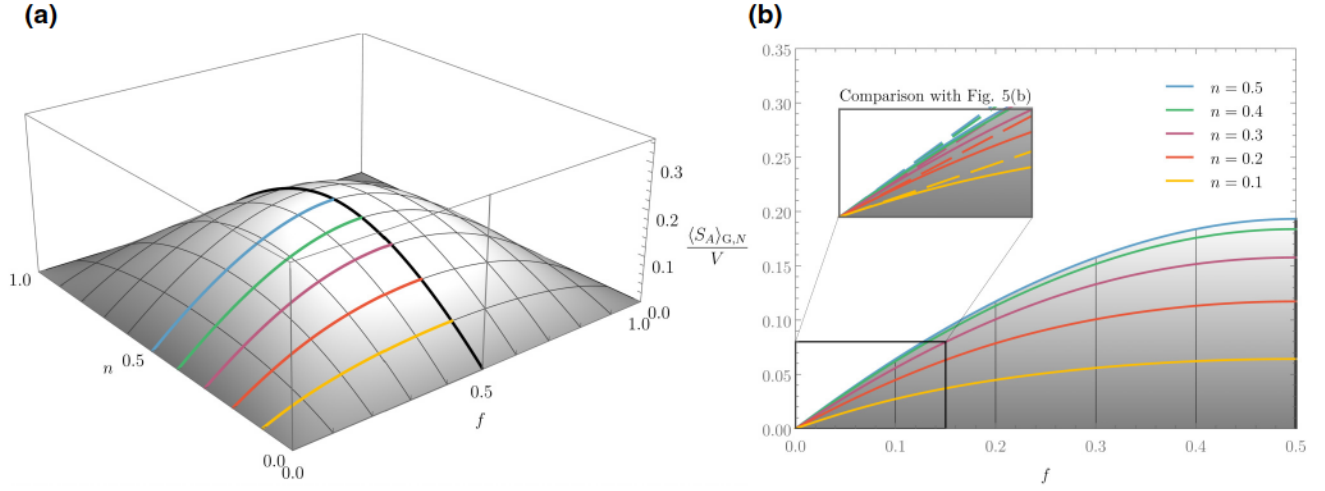 (a)
0.3
0.2
0.1
0.0
⟨S_A⟩_{G,N}
V
1.0
0.5
n
0.0
0.0
0.5
1.0
f
(b)
0.35
0.30
0.25
0.20
0.15
0.10
0.05
0.00
Comparison with Fig. 5(b)
n = 0.5
n = 0.4
n = 0.3
n = 0.2
n = 0.1
0.0 0.1 0.2 0.3 0.4 0.5
f